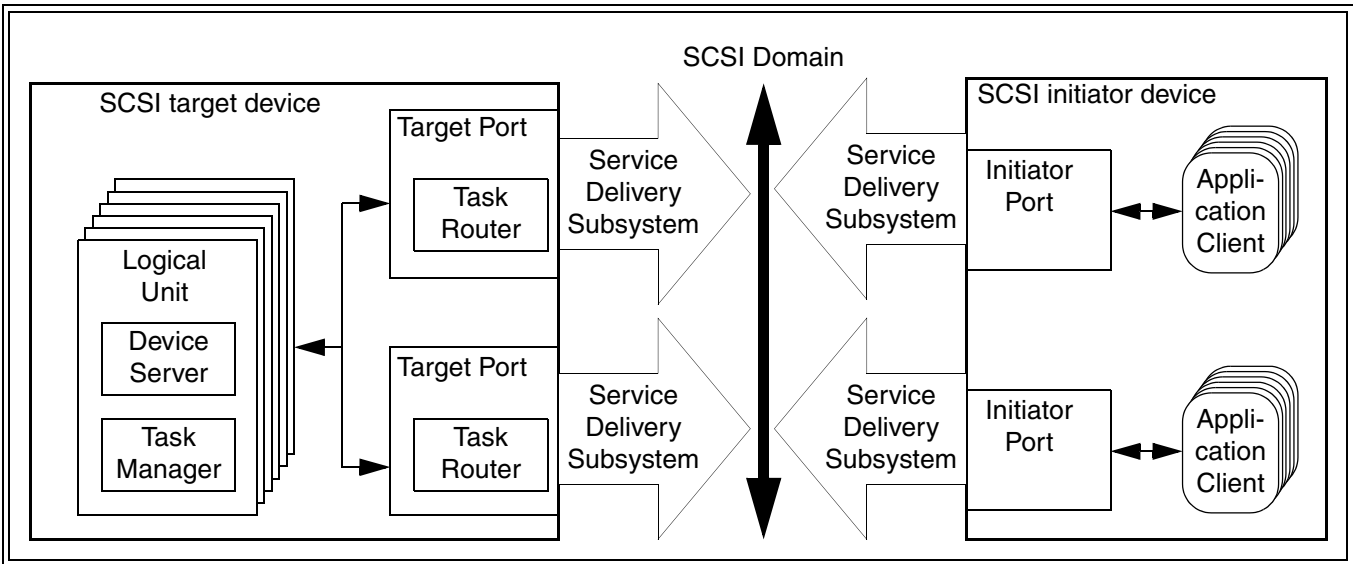 SCSI Domain
SCSI target device
Target Port
Task
Router
Logical
Unit
Device
Server
Task
Manager
Target Port
Task
Router
Service
Delivery
Subsystem
Service
Delivery
Subsystem
Service
Delivery
Subsystem
Service
Delivery
Subsystem
SCSI initiator device
Initiator
Port
Appli-
cation
Client
Initiator
Port
Appli-
cation
Client